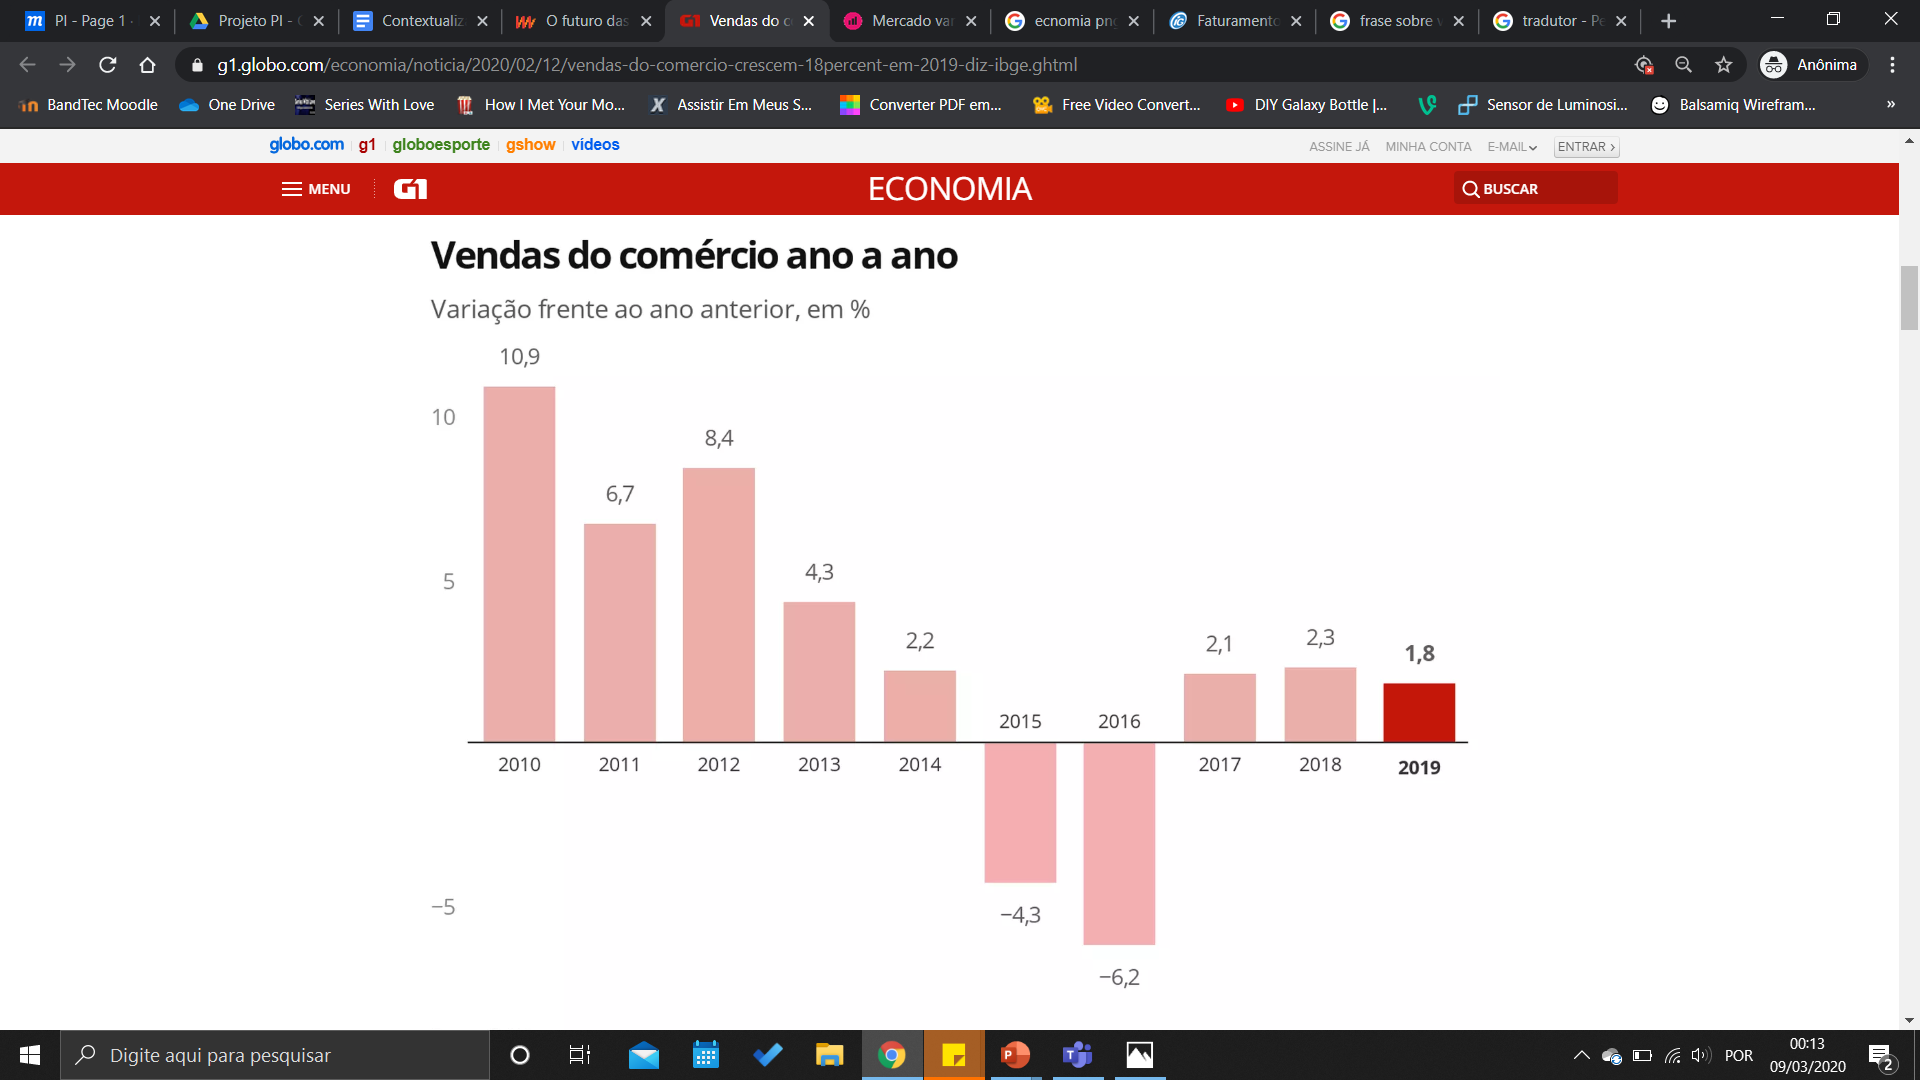 PI - Page 1 -
Projeto PI -
Contextualiz
O futuro das
Vendas do c
Mercado var
ecnomia png
Faturamento
frase sobre v
tradutor - Pe
g1.globo.com/economia/noticia/2020/02/12/vendas-do-comercio-crescem-18percent-em-2019-diz-ibge.ghtml
Anônima
BandTec Moodle
One Drive
Series With Love
How I Met Your Mo...
Assistir Em Meus S...
Converter PDF em...
Free Video Convert...
DIY Galaxy Bottle |...
Sensor de Luminosi...
Balsamiq Wirefram...
»
globo.com g1 globoesporte gshow vídeos
ASSINE JÁ MINHA CONTA E-MAIL ENTRAR ›
MENU G1 ECONOMIA BUSCAR
Vendas do comércio ano a ano
Variação frente ao ano anterior, em %
10,9
10
8,4
6,7
5
4,3
2,2
2,1
2,3
1,8
2015
2016
2010
2011
2012
2013
2014
2017
2018
2019
−5
−4,3
−6,2
Digite aqui para pesquisar
POR
00:13
09/03/2020
2